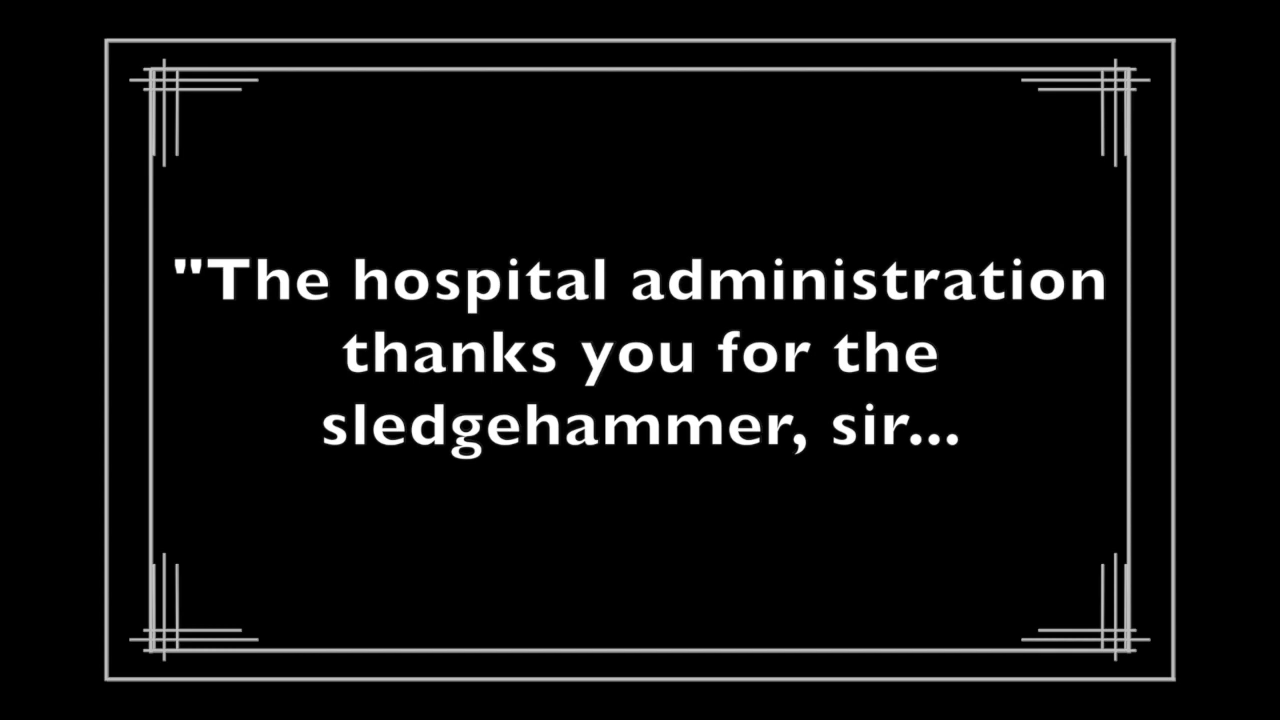 "The hospital administration
thanks you for the
sledgehammer, sir...